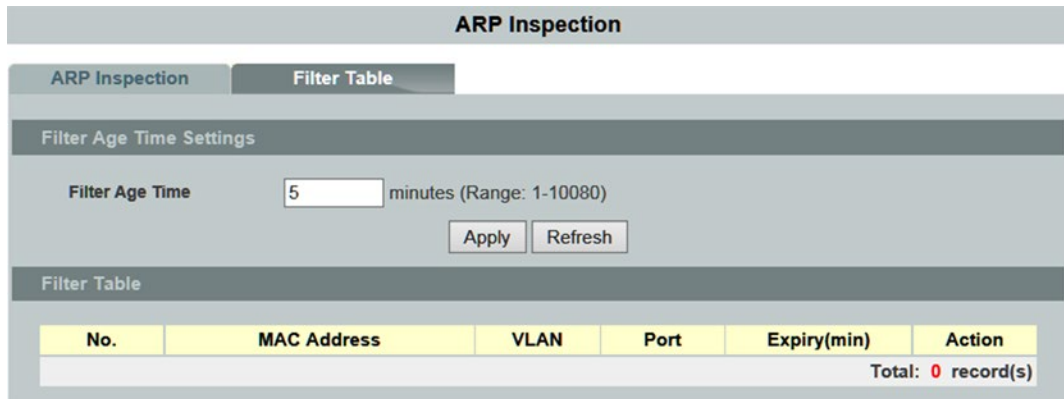 ARP Inspection
ARP Inspection Filter Table
Filter Age Time Settings
Filter Age Time 5 minutes (Range: 1-10080)
Apply Refresh
Filter Table
No. MAC Address VLAN Port Expiry(min) Action
Total: 0 record(s)